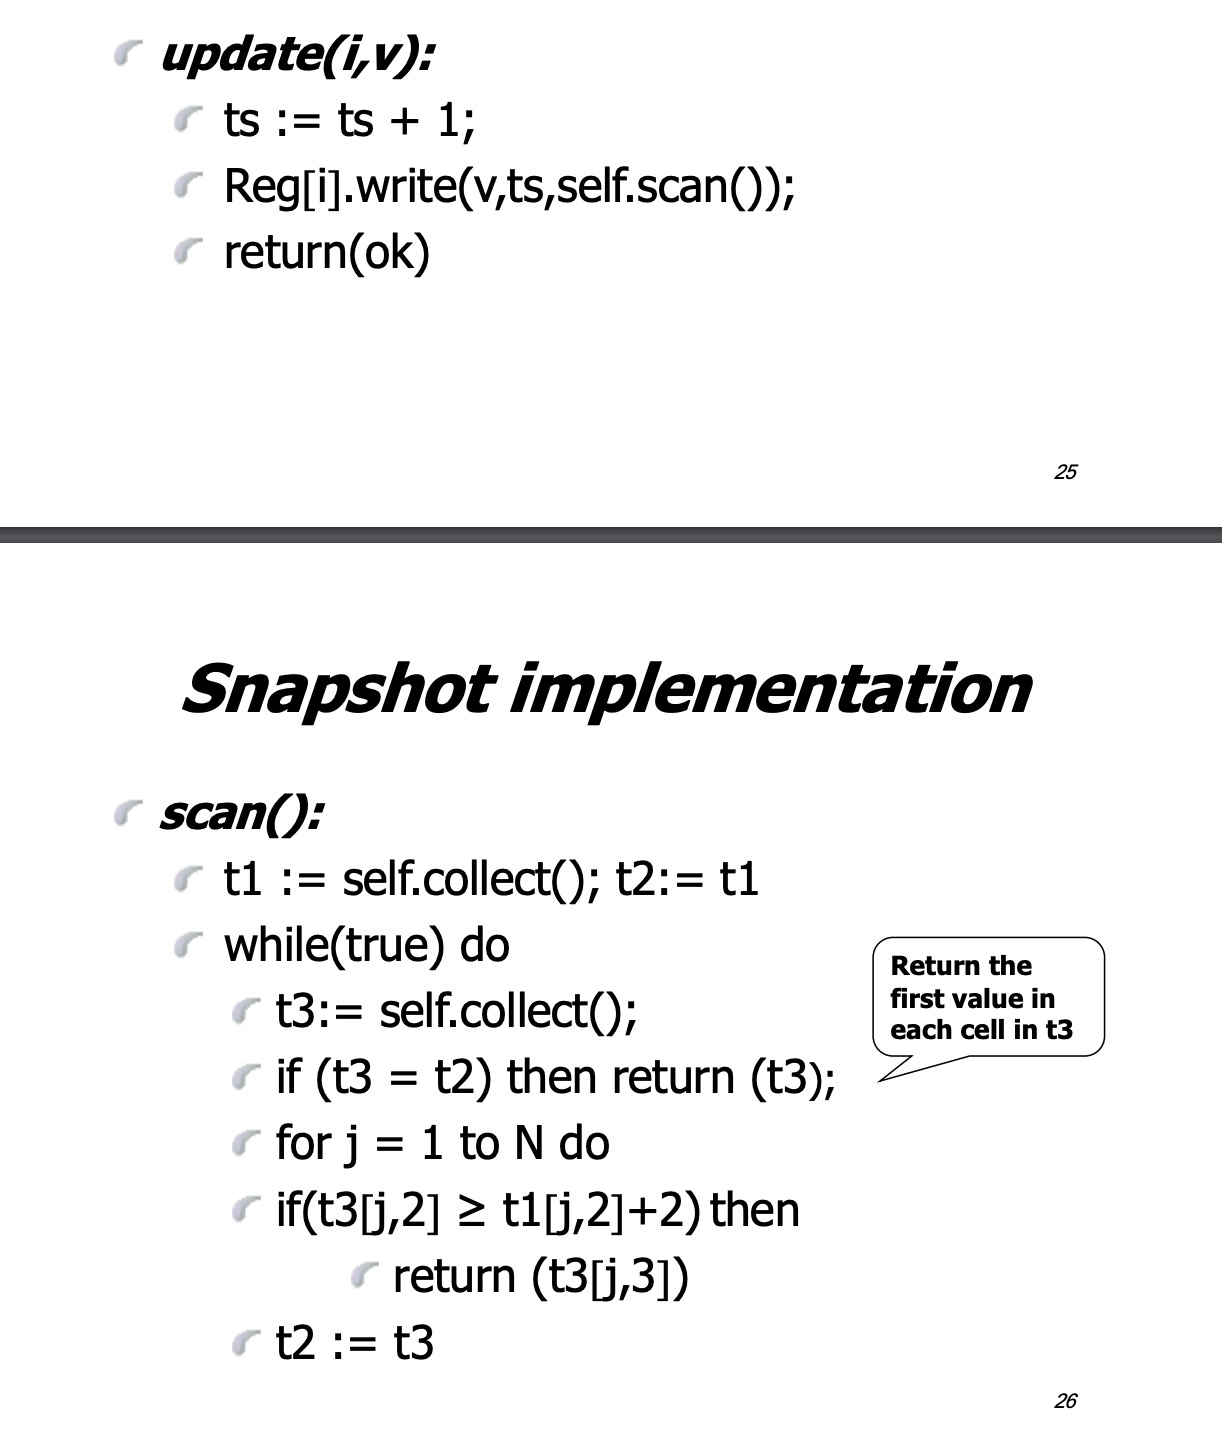 update(i,v):
ts := ts + 1;
Reg[i].write(v,ts,self.scan());
return(ok)
25
Snapshot implementation
scan():
t1 := self.collect(); t2:= t1
while(true) do
t3:= self.collect();
Return the
first value in
each cell in t3
if (t3 = t2) then return (t3);
for j = 1 to N do
if(t3[j,2] ≥ t1[j,2]+2) then
return (t3[j,3])
t2 := t3
26